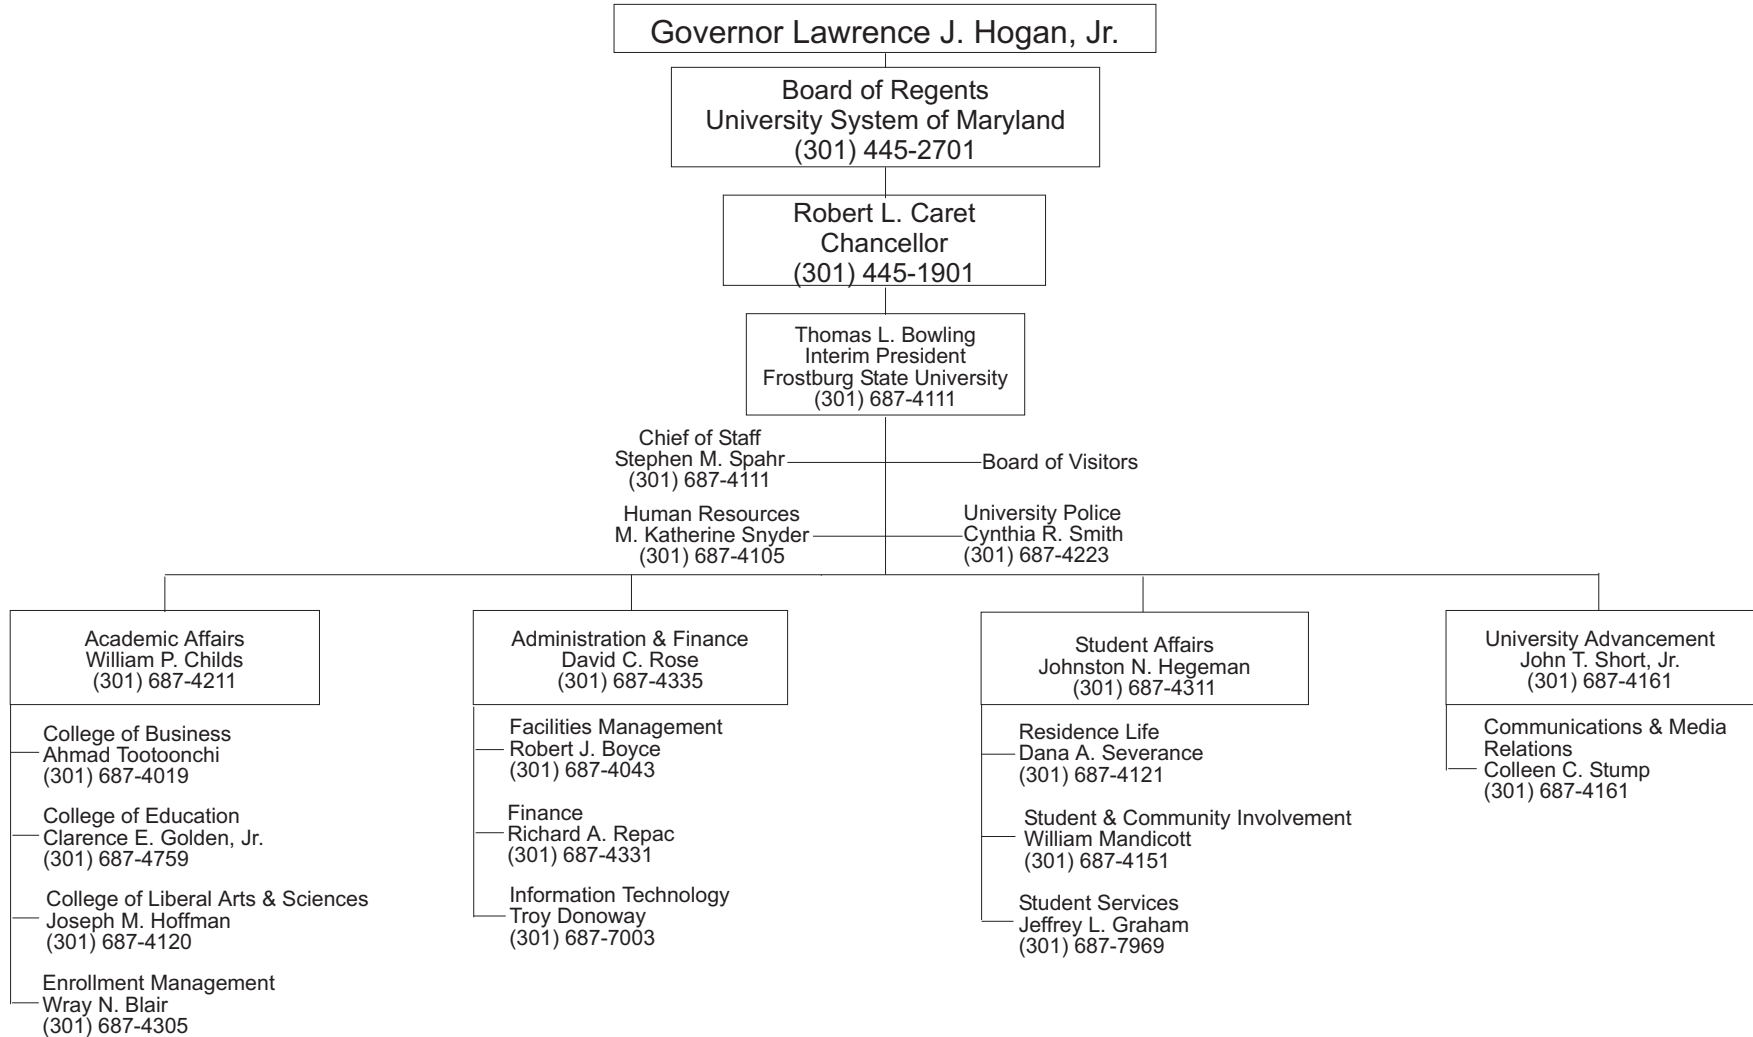 Governor Lawrence J. Hogan, Jr.
Board of Regents
University System of Maryland
(301) 445-2701
Robert L. Caret
Chancellor
(301) 445-1901
Thomas L. Bowling
Interim President
Frostburg State University
(301) 687-4111
Chief of Staff
Stephen M. Spahr
(301) 687-4111
Board of Visitors
Human Resources
M. Katherine Snyder
(301) 687-4105
University Police
Cynthia R. Smith
(301) 687-4223
Academic Affairs
William P. Childs
(301) 687-4211
College of Business
Ahmad Tootoonchi
(301) 687-4019
College of Education
Clarence E. Golden, Jr.
(301) 687-4759
College of Liberal Arts & Sciences
Joseph M. Hoffman
(301) 687-4120
Enrollment Management
Wray N. Blair
(301) 687-4305
Administration & Finance
David C. Rose
(301) 687-4335
Facilities Management
Robert J. Boyce
(301) 687-4043
Finance
Richard A. Repac
(301) 687-4331
Information Technology
Troy Donoway
(301) 687-7003
Student Affairs
Johnston N. Hegeman
(301) 687-4311
Residence Life
Dana A. Severance
(301) 687-4121
Student & Community Involvement
William Mandicott
(301) 687-4151
Student Services
Jeffrey L. Graham
(301) 687-7969
University Advancement
John T. Short, Jr.
(301) 687-4161
Communications & Media
Relations
Colleen C. Stump
(301) 687-4161